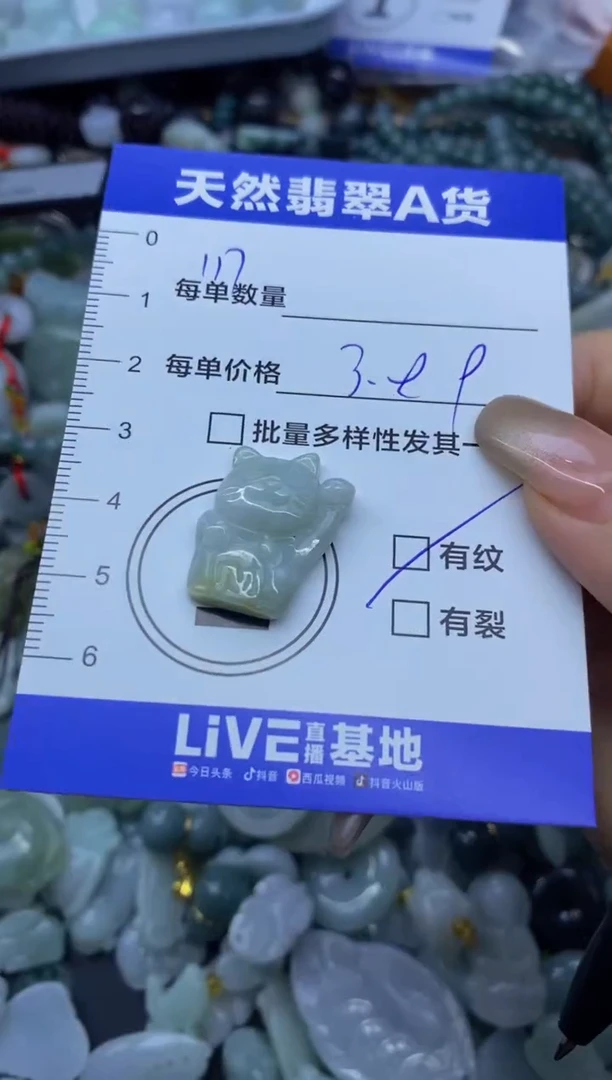 天然翡翠A货
0
117
每单数量
1
2
每单价格
3
批量多样性发其一
4
有纹
5
有裂
6
LiVE直播基地
今日头条 抖音 西瓜视频 抖音火山版